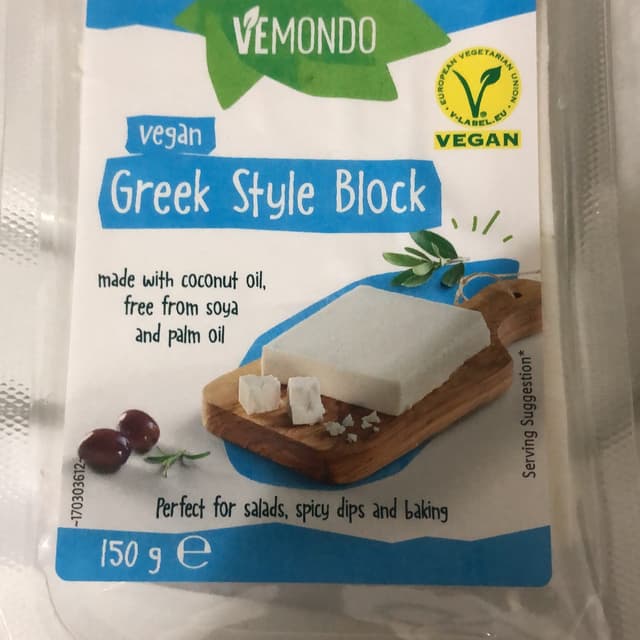 VEMONDO
EUROPEAN VEGETARIAN UNION
V-LABEL.EU
VEGAN
vegan
Greek Style Block
made with coconut oil,
free from soya
and palm oil
Serving Suggestion*
-170303612-
Perfect for salads, spicy dips and baking
150 g e